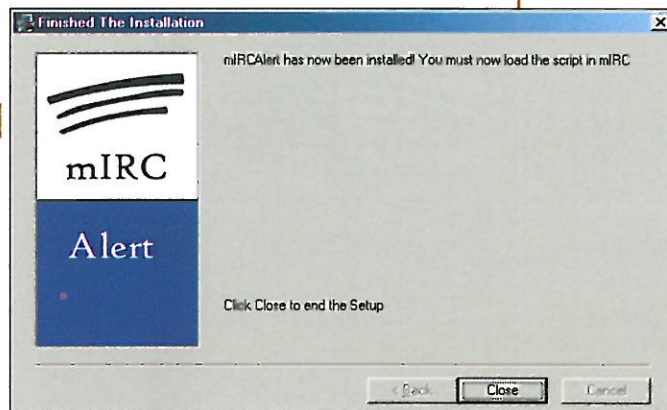 Finished The Installation
mIRCAlert has now been installed! You must now load the script in mIRC
mIRC
Alert
Click Close to end the Setup
< Back
Close
Cancel